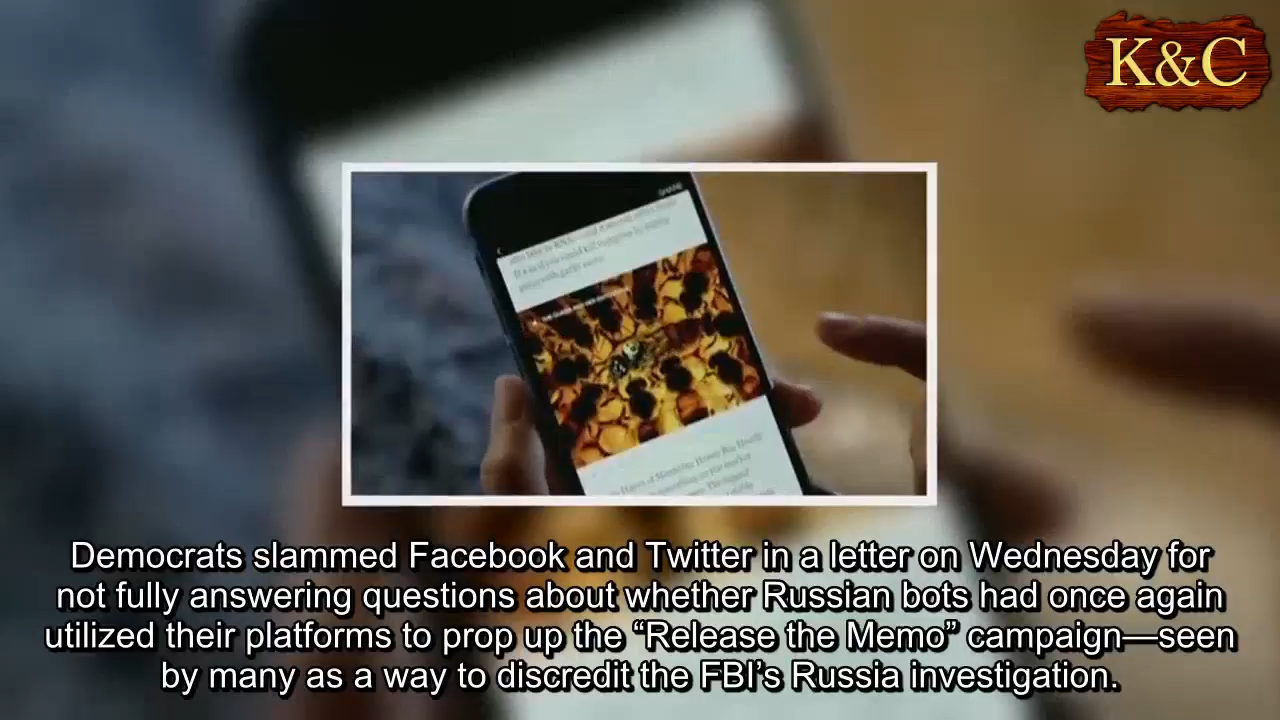 K&C
Democrats slammed Facebook and Twitter in a letter on Wednesday for
not fully answering questions about whether Russian bots had once again
utilized their platforms to prop up the “Release the Memo” campaign—seen
by many as a way to discredit the FBI’s Russia investigation.